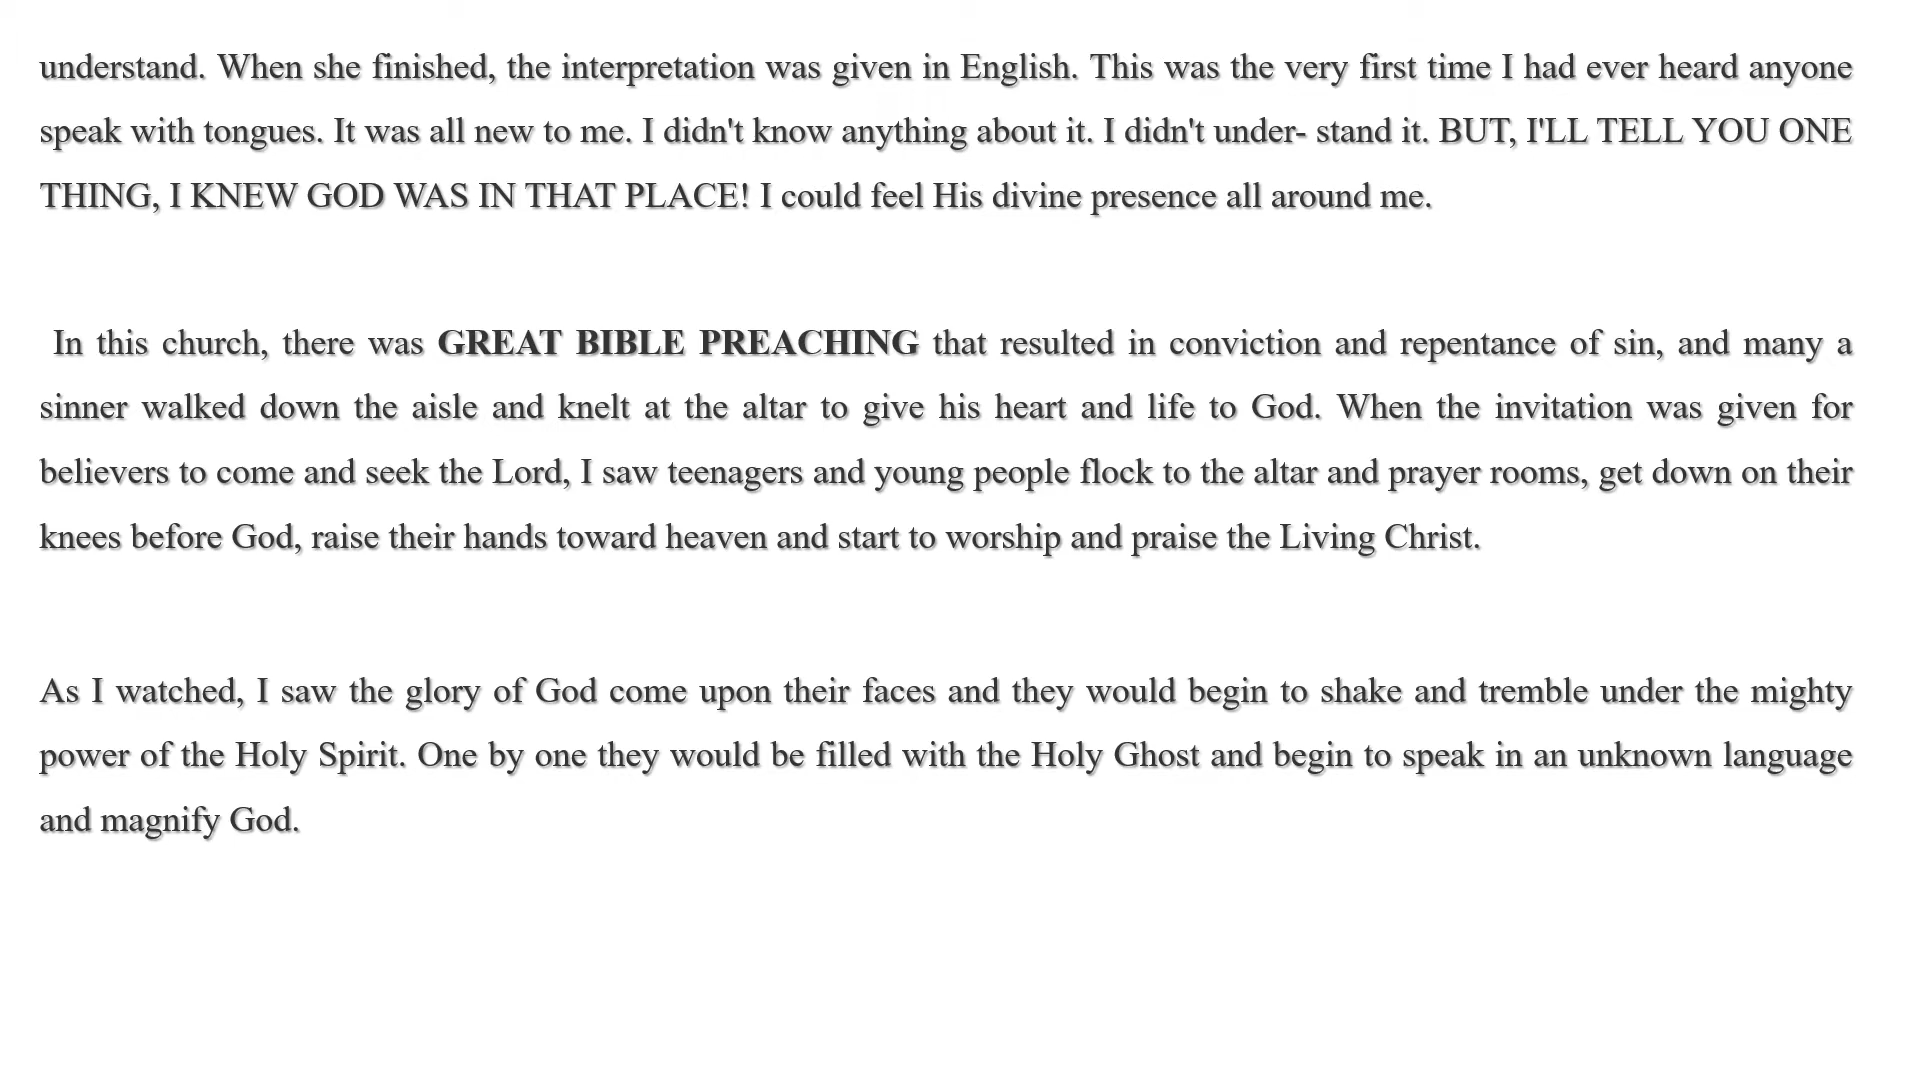 understand. When she finished, the interpretation was given in English. This was the very first time I had ever heard anyone
speak with tongues. It was all new to me. I didn't know anything about it. I didn't under- stand it. BUT, I'LL TELL YOU ONE
THING, I KNEW GOD WAS IN THAT PLACE! I could feel His divine presence all around me.
In this church, there was GREAT BIBLE PREACHING that resulted in conviction and repentance of sin, and many a
sinner walked down the aisle and knelt at the altar to give his heart and life to God. When the invitation was given for
believers to come and seek the Lord, I saw teenagers and young people flock to the altar and prayer rooms, get down on their
knees before God, raise their hands toward heaven and start to worship and praise the Living Christ.
As I watched, I saw the glory of God come upon their faces and they would begin to shake and tremble under the mighty
power of the Holy Spirit. One by one they would be filled with the Holy Ghost and begin to speak in an unknown language
and magnify God.